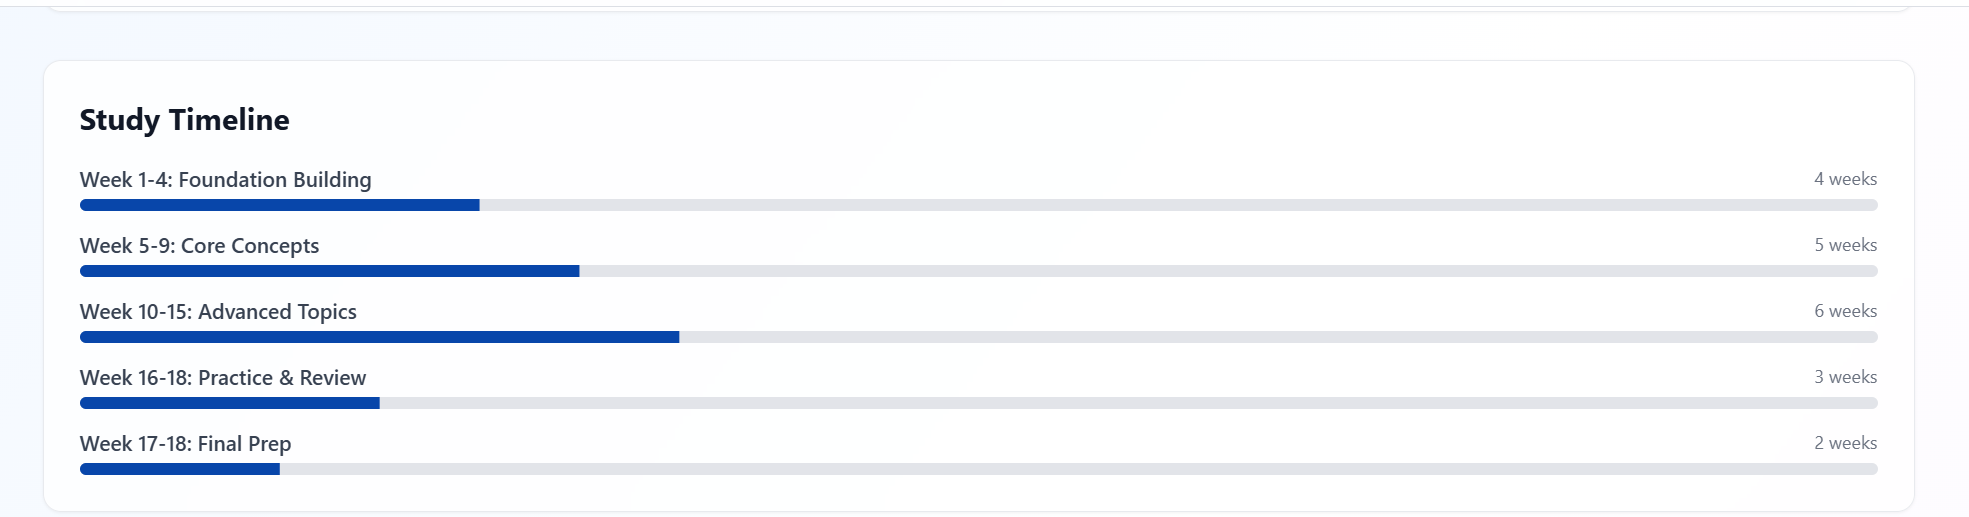 Study Timeline
Week 1-4: Foundation Building 4 weeks
Week 5-9: Core Concepts 5 weeks
Week 10-15: Advanced Topics 6 weeks
Week 16-18: Practice & Review 3 weeks
Week 17-18: Final Prep 2 weeks